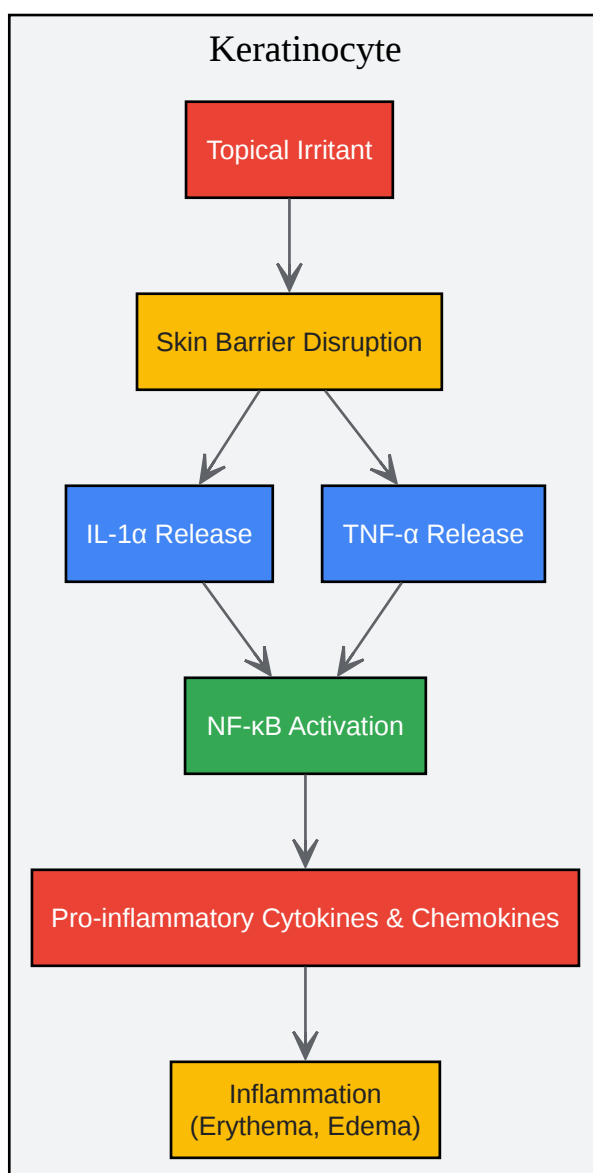 Keratinocyte
Topical Irritant
Skin Barrier Disruption
IL-1α Release
TNF-α Release
NF-κB Activation
Pro-inflammatory Cytokines & Chemokines
Inflammation
(Erythema, Edema)